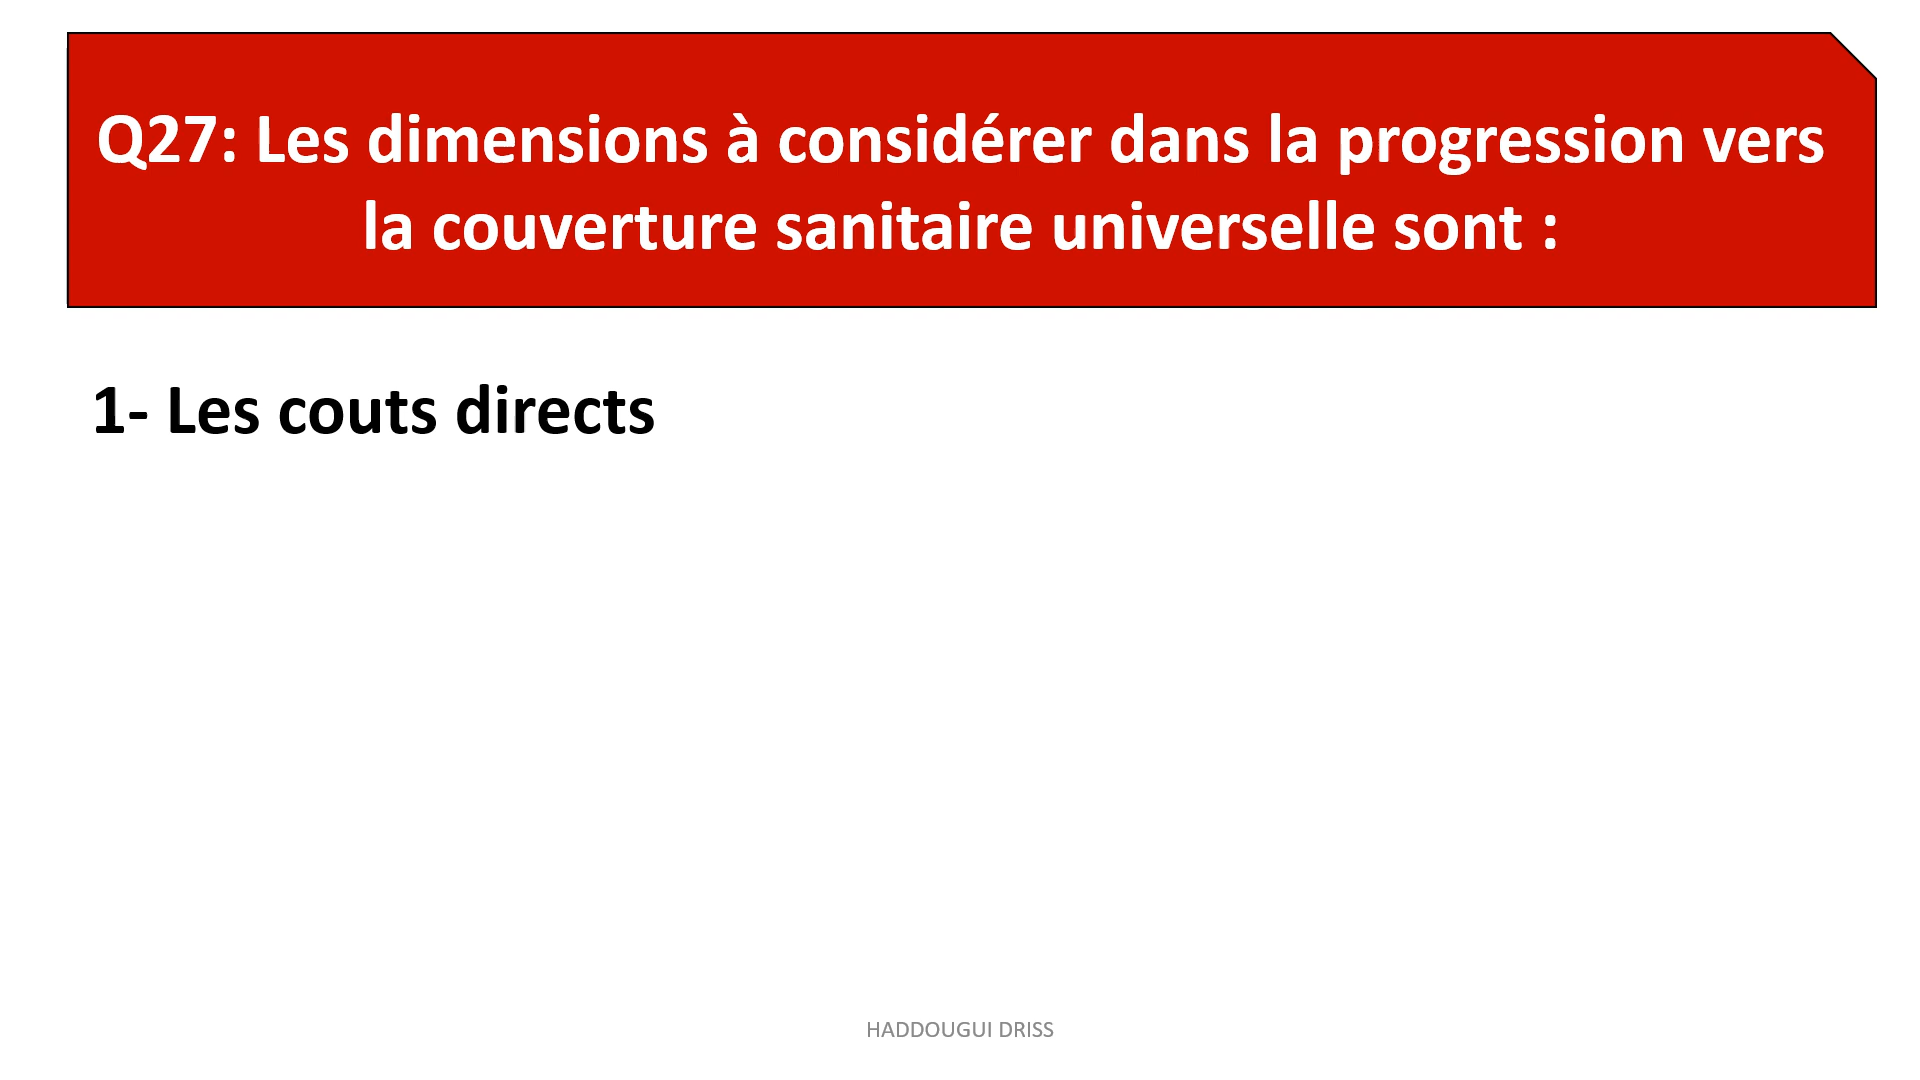 Q27: Les dimensions à considérer dans la progression vers
la couverture sanitaire universelle sont :
1- Les couts directs
HADDOUGUI DRISS